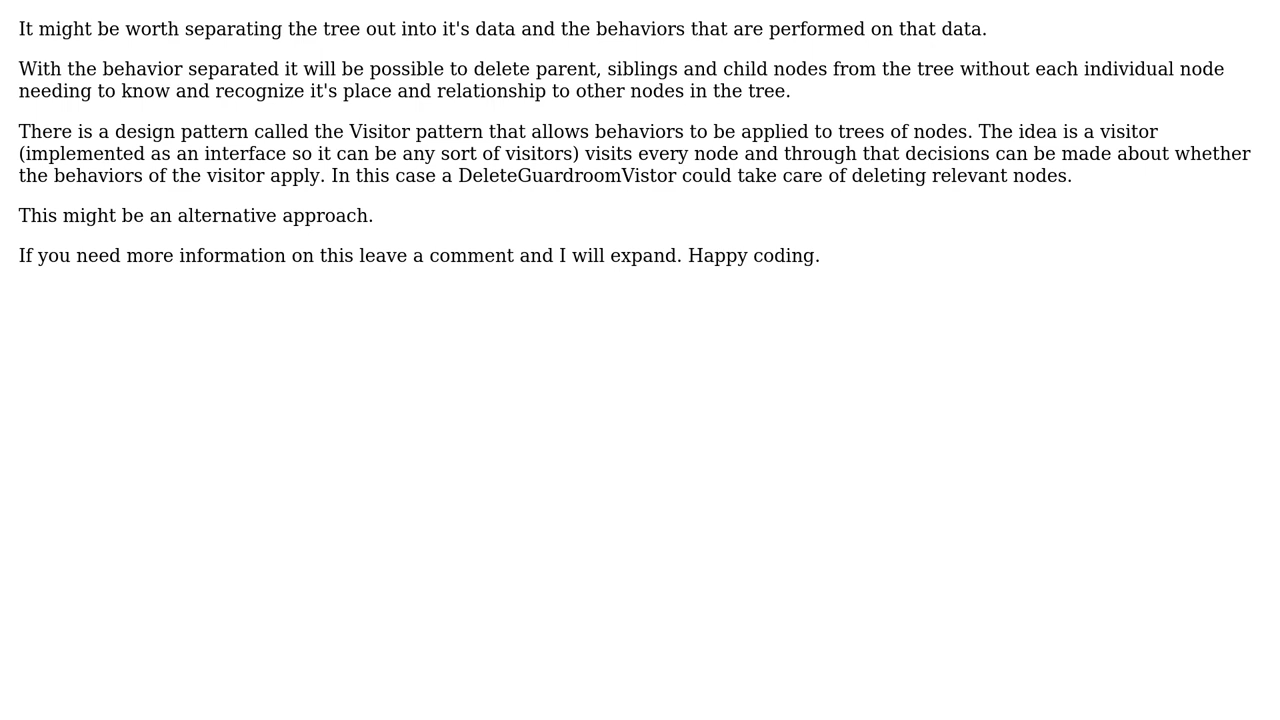 It might be worth separating the tree out into it's data and the behaviors that are performed on that data.
With the behavior separated it will be possible to delete parent, siblings and child nodes from the tree without each individual node
needing to know and recognize it's place and relationship to other nodes in the tree.
There is a design pattern called the Visitor pattern that allows behaviors to be applied to trees of nodes. The idea is a visitor
(implemented as an interface so it can be any sort of visitors) visits every node and through that decisions can be made about whether
the behaviors of the visitor apply. In this case a DeleteGuardroomVistor could take care of deleting relevant nodes.
This might be an alternative approach.
If you need more information on this leave a comment and I will expand. Happy coding.